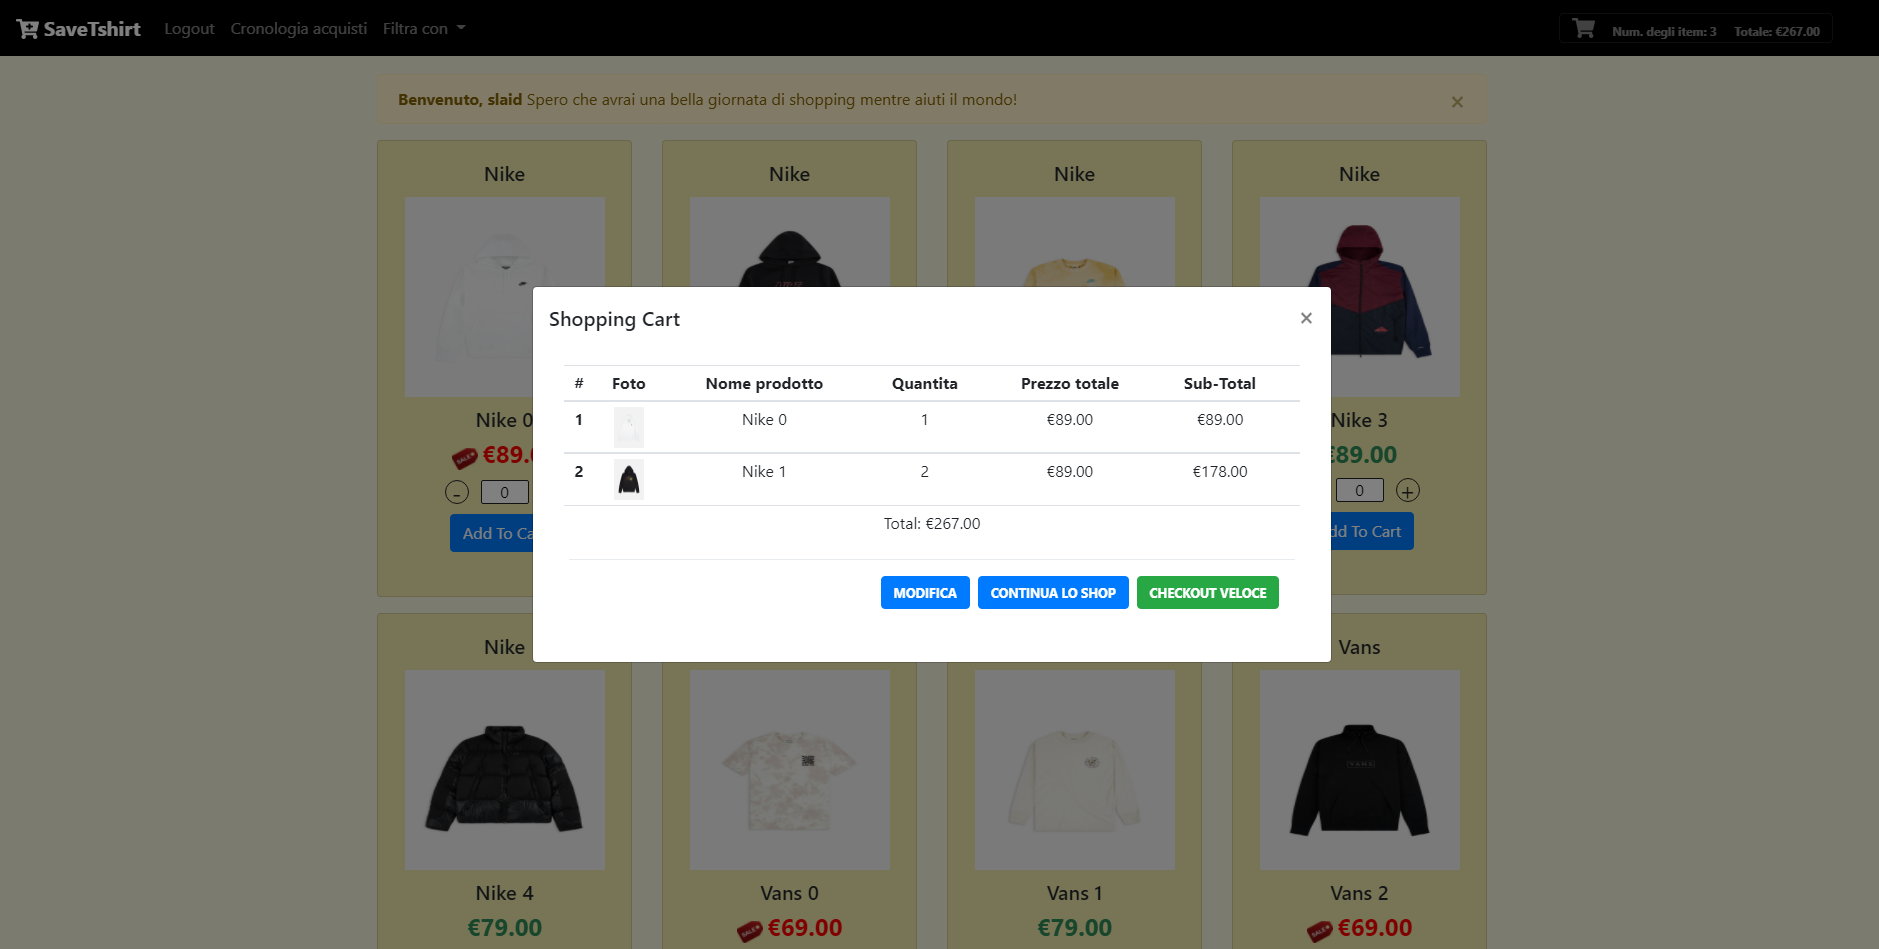 SaveTshirt Logout Cronologia acquisti Filtra con Num. degli item: 3 Totale: €267.00
Benvenuto, slaid Spero che avrai una bella giornata di shopping mentre aiuti il mondo! ×
Nike Nike Nike Nike
Shopping Cart ×
# Foto Nome prodotto Quantita Prezzo totale Sub-Total
1 Nike 0 1 €89.00 €89.00
2 Nike 1 2 €89.00 €178.00
Total: €267.00
MODIFICA CONTINUA LO SHOP CHECKOUT VELOCE
Nike 0 Nike 3
SALE €89.0 €89.00
- 0 0 +
Add To Ca dd To Cart
Nike Vans
VANS
Nike 4 Vans 0 Vans 1 Vans 2
€79.00 SALE €69.00 €79.00 SALE €69.00